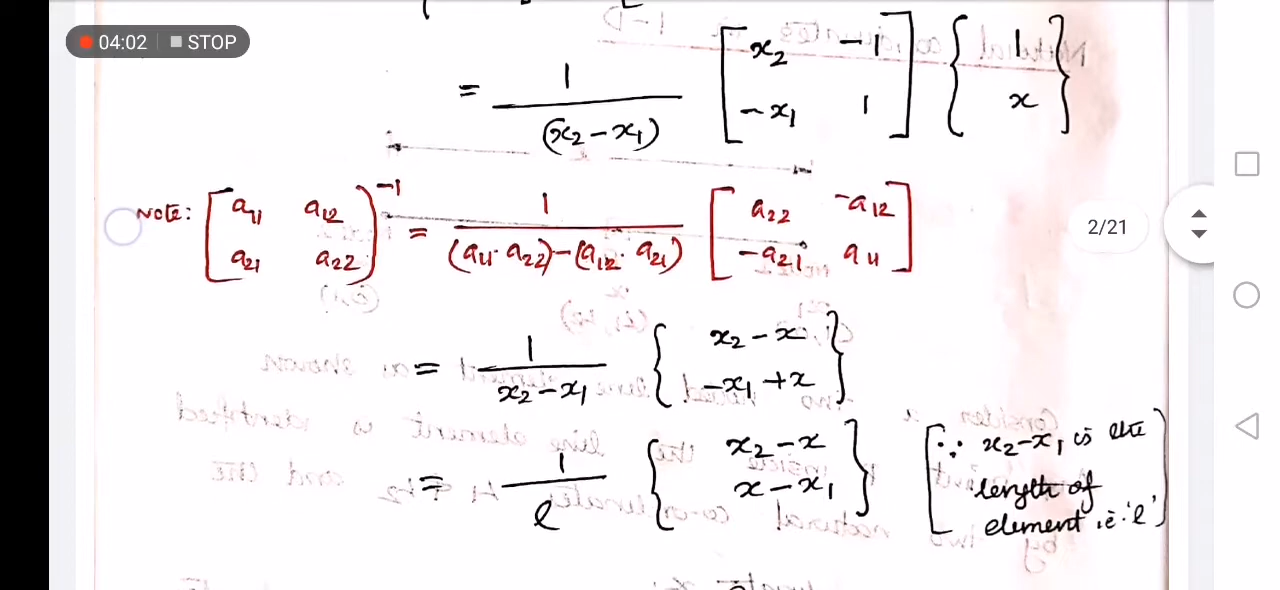 04:02 STOP
= 1/(x₂ - x₁) [x₂ -1; -x₁ 1] {1; x}
NOTE: [a₁₁ a₁₂; a₂₁ a₂₂]⁻¹ = 1/((a₁₁·a₂₂)-(a₁₂·a₂₁)) [a₂₂ -a₁₂; -a₂₁ a₁₁]
2/21
= 1/(x₂ - x₁) {x₂ - x; -x₁ + x}
= 1/l {x₂ - x; x - x₁} [∵ x₂ - x₁ is the
length of
element i.e. 'l']